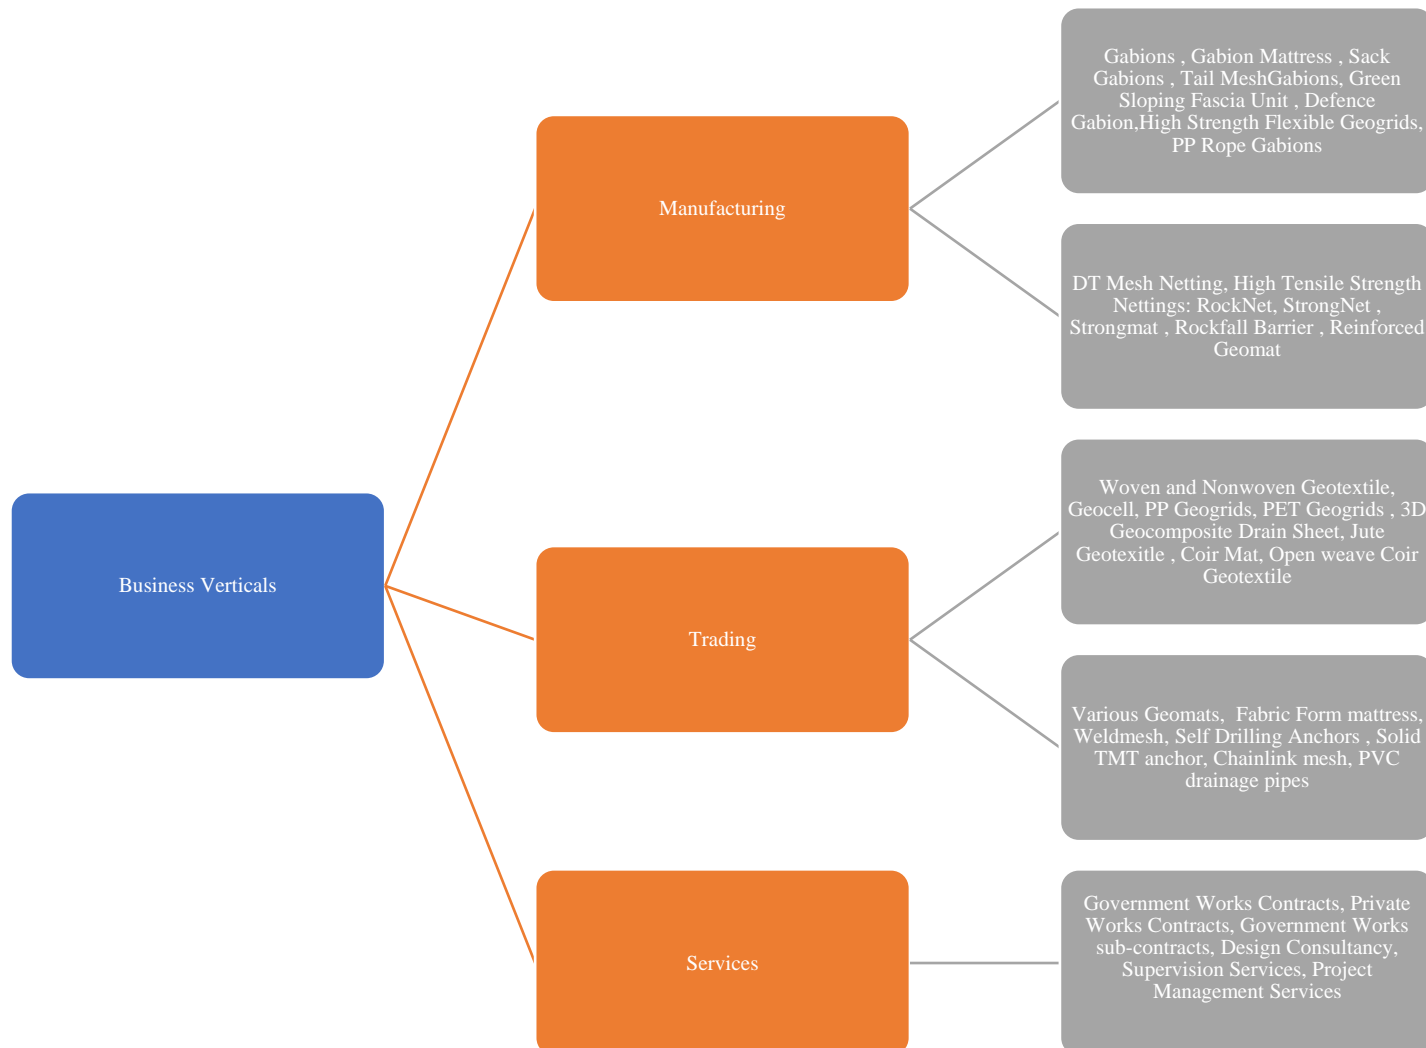 Business Verticals
Manufacturing
Gabions , Gabion Mattress , Sack
Gabions , Tail MeshGabions, Green
Sloping Fascia Unit , Defence
Gabion,High Strength Flexible Geogrids,
PP Rope Gabions
DT Mesh Netting, High Tensile Strength
Nettings: RockNet, StrongNet ,
Strongmat , Rockfall Barrier , Reinforced
Geomat
Trading
Woven and Nonwoven Geotextile,
Geocell, PP Geogrids, PET Geogrids , 3D
Geocomposite Drain Sheet, Jute
Geotexitle , Coir Mat, Open weave Coir
Geotextile
Various Geomats,  Fabric Form mattress,
Weldmesh, Self Drilling Anchors , Solid
TMT anchor, Chainlink mesh, PVC
drainage pipes
Services
Government Works Contracts, Private
Works Contracts, Government Works
sub-contracts, Design Consultancy,
Supervision Services, Project
Management Services